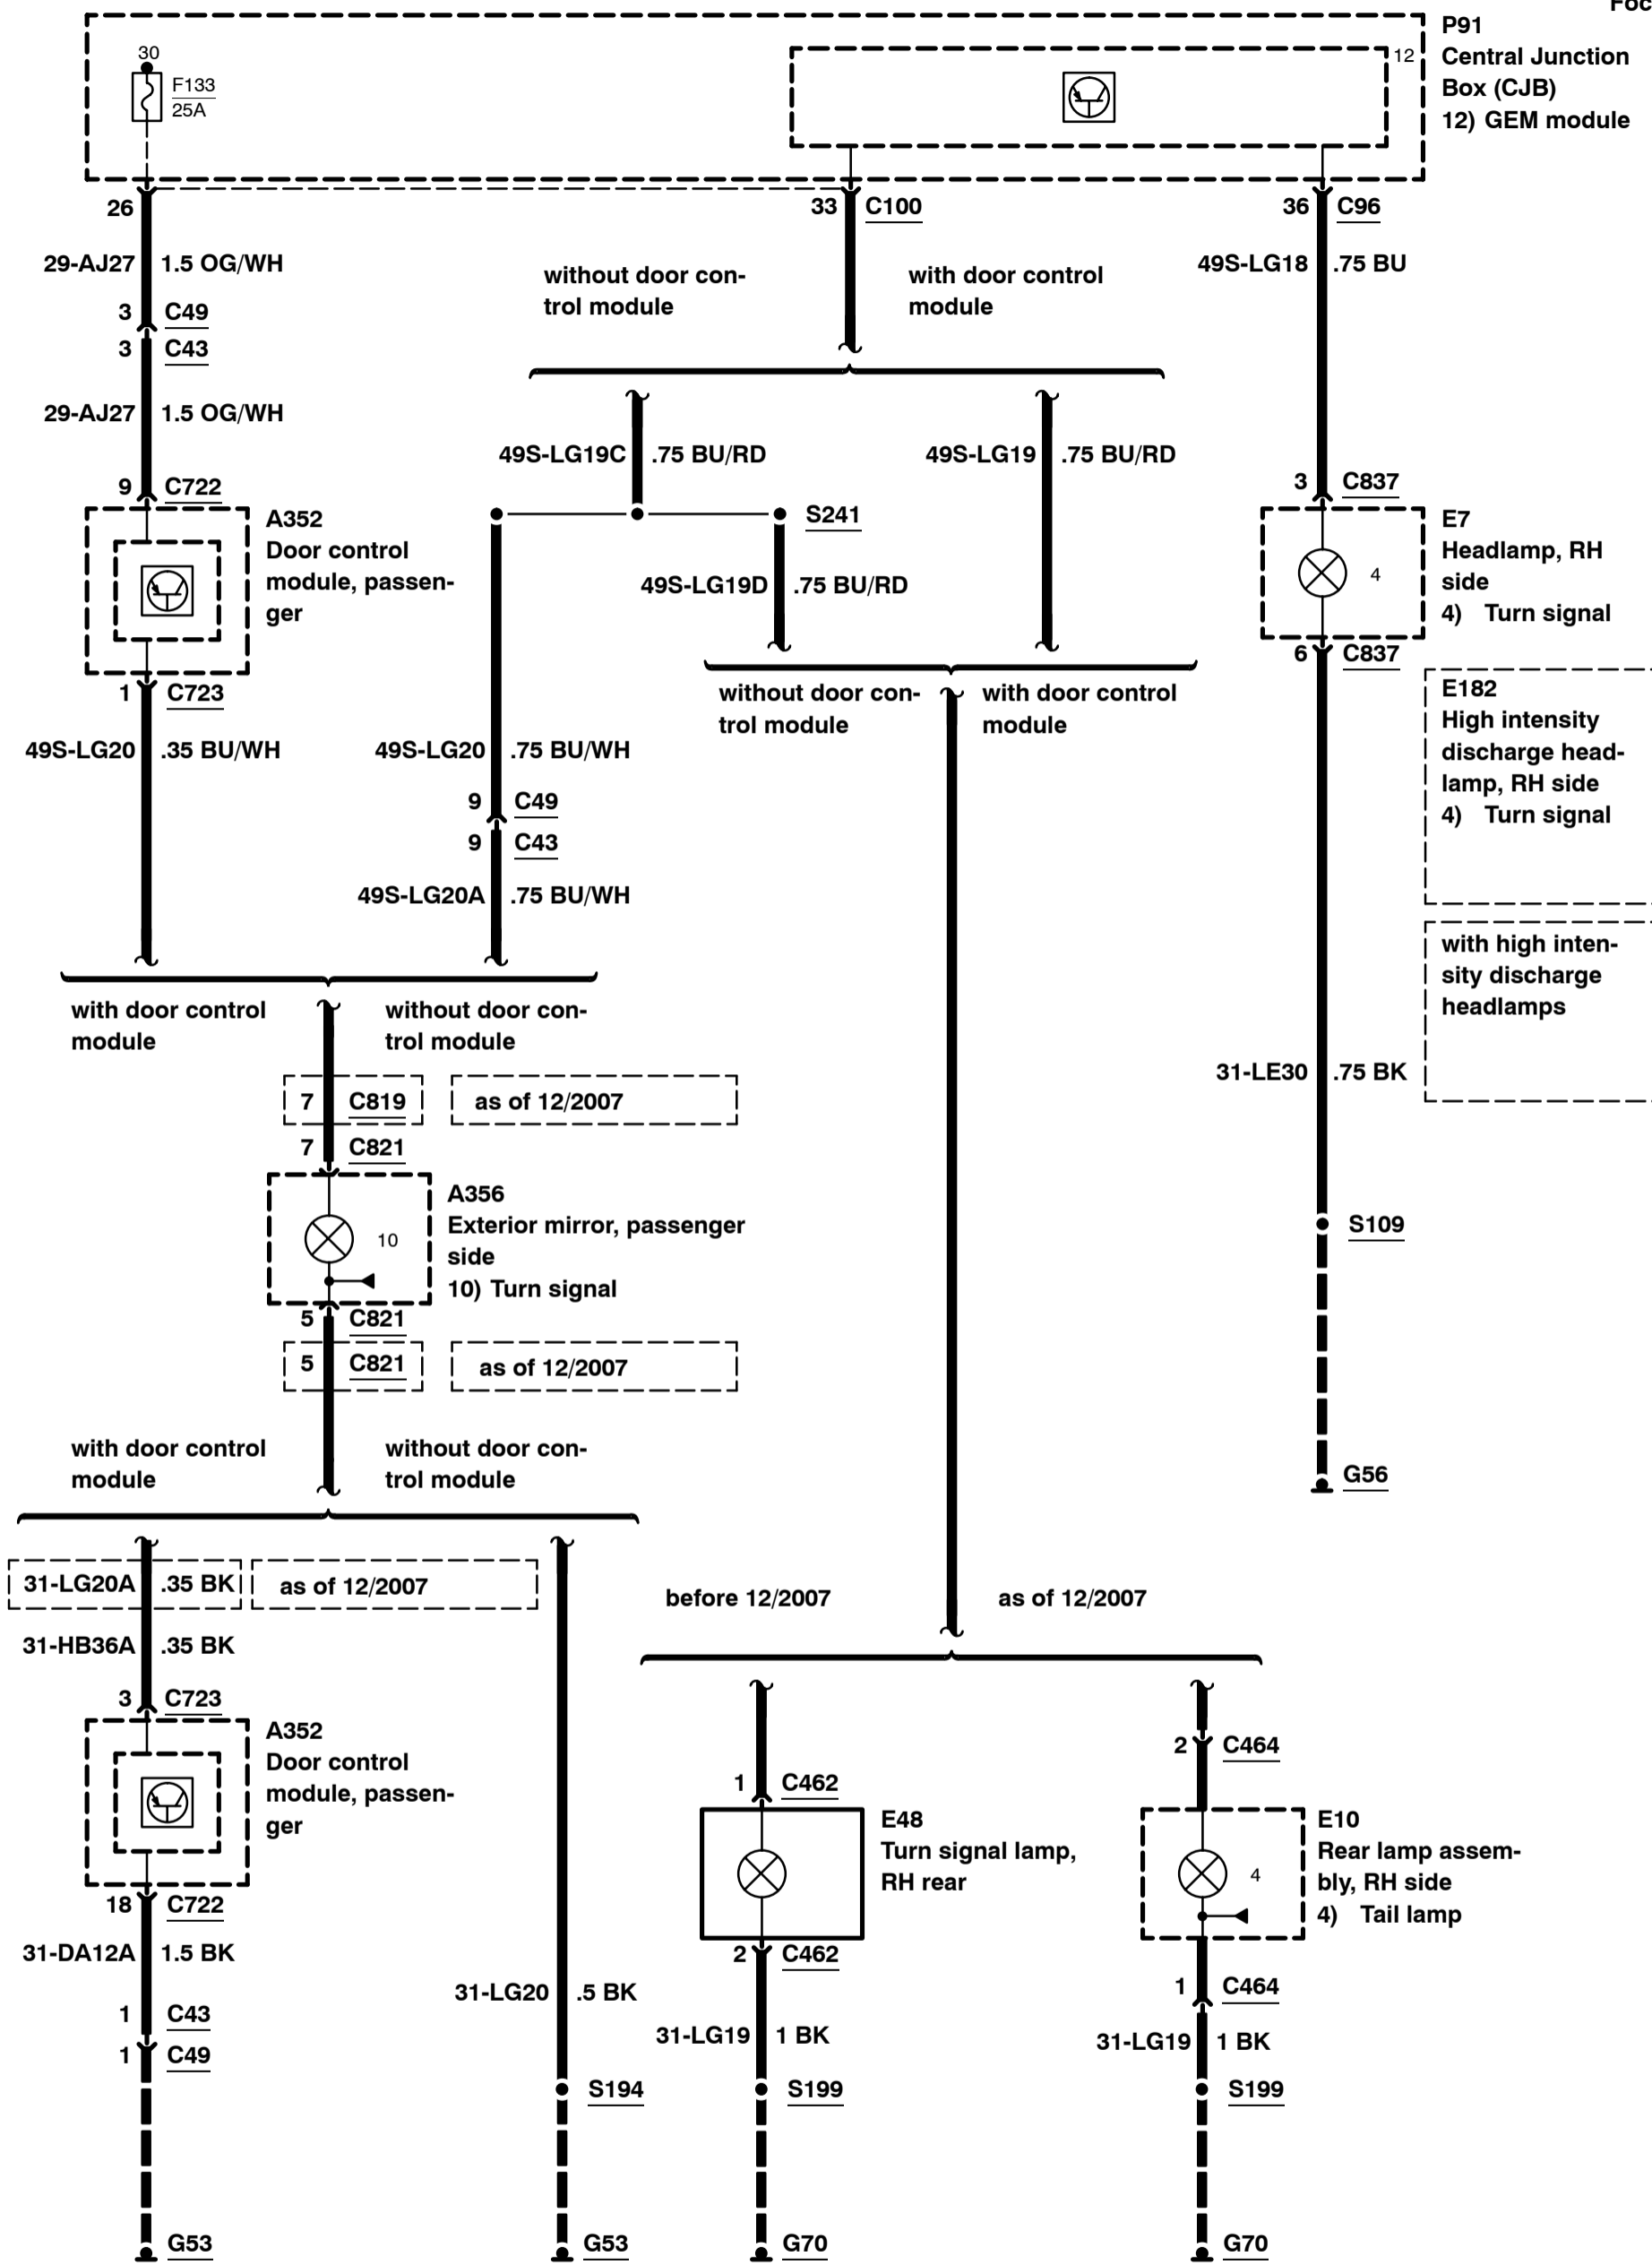 Foc
P91
Central Junction
Box (CJB)
12) GEM module
30
F133
25A
12
26
33 C100
36 C96
29-AJ27 1.5 OG/WH
49S-LG18 .75 BU
without door con-
trol module
with door control
module
3 C49
3 C43
29-AJ27 1.5 OG/WH
49S-LG19C .75 BU/RD
49S-LG19 .75 BU/RD
9 C722
3 C837
S241
A352
Door control
module, passen-
ger
49S-LG19D .75 BU/RD
E7
Headlamp, RH
side
4) Turn signal
4
6 C837
1 C723
without door con-
trol module
with door control
module
E182
High intensity
discharge head-
lamp, RH side
4) Turn signal
49S-LG20 .35 BU/WH
49S-LG20 .75 BU/WH
9 C49
9 C43
49S-LG20A .75 BU/WH
with high inten-
sity discharge
headlamps
with door control
module
without door con-
trol module
31-LE30 .75 BK
7 C819 as of 12/2007
7 C821
A356
Exterior mirror, passenger
side
10) Turn signal
10
S109
5 C821
5 C821 as of 12/2007
with door control
module
without door con-
trol module
G56
31-LG20A .35 BK as of 12/2007
before 12/2007 as of 12/2007
31-HB36A .35 BK
3 C723
A352
Door control
module, passen-
ger
2 C464
1 C462
E48
Turn signal lamp,
RH rear
E10
Rear lamp assem-
bly, RH side
4) Tail lamp
4
18 C722
31-DA12A 1.5 BK
2 C462
31-LG20 .5 BK
1 C464
1 C43
31-LG19 1 BK
31-LG19 1 BK
1 C49
S194
S199
S199
G53
G53
G70
G70